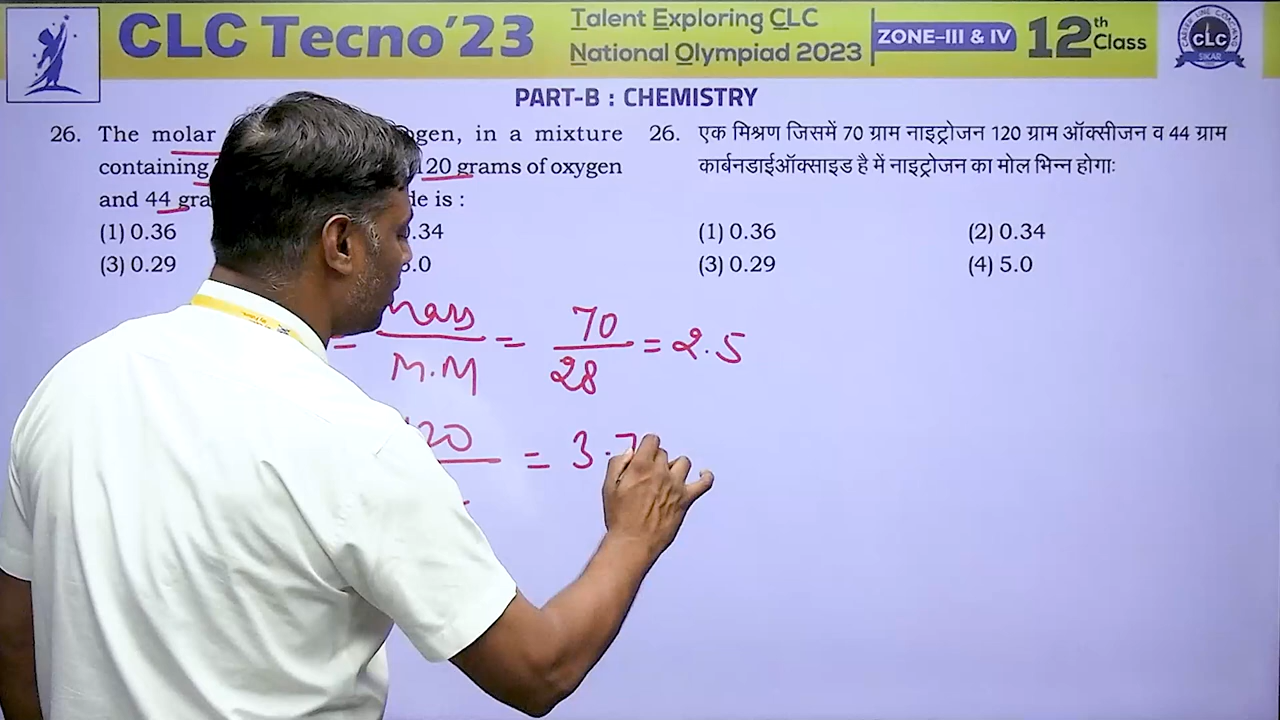 CLC Tecno'23
Talent Exploring CLC
National Olympiad 2023
ZONE–III & IV
12th Class
CLC
SIKAR
PART-B : CHEMISTRY
26. The molar gen, in a mixture
containing 120 grams of oxygen
and 44 gra de is :
(1) 0.36 0.34
(3) 0.29 5.0
26. एक मिश्रण जिसमें 70 ग्राम नाइट्रोजन 120 ग्राम ऑक्सीजन व 44 ग्राम
कार्बनडाईऑक्साइड है में नाइट्रोजन का मोल भिन्न होगाः
(1) 0.36 (2) 0.34
(3) 0.29 (4) 5.0
= mass / M.M = 70 / 28 = 2.5
120 = 3.7